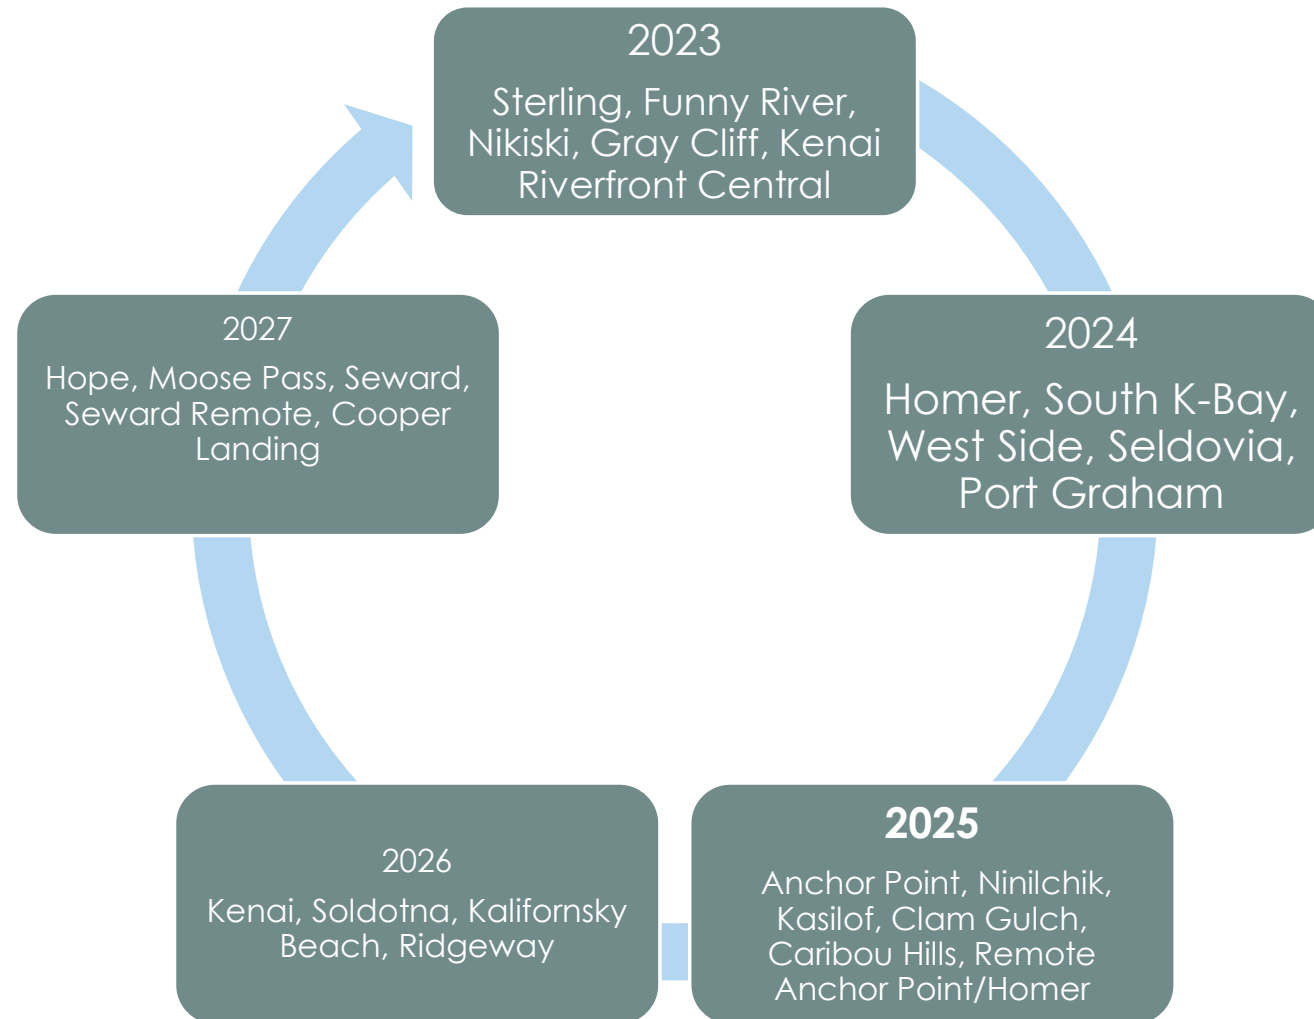 2023
Sterling, Funny River,
Nikiski, Gray Cliff, Kenai
Riverfront Central
2024
Homer, South K-Bay,
West Side, Seldovia,
Port Graham
2025
Anchor Point, Ninilchik,
Kasilof, Clam Gulch,
Caribou Hills, Remote
Anchor Point/Homer
2026
Kenai, Soldotna, Kalifornsky
Beach, Ridgeway
2027
Hope, Moose Pass, Seward,
Seward Remote, Cooper
Landing